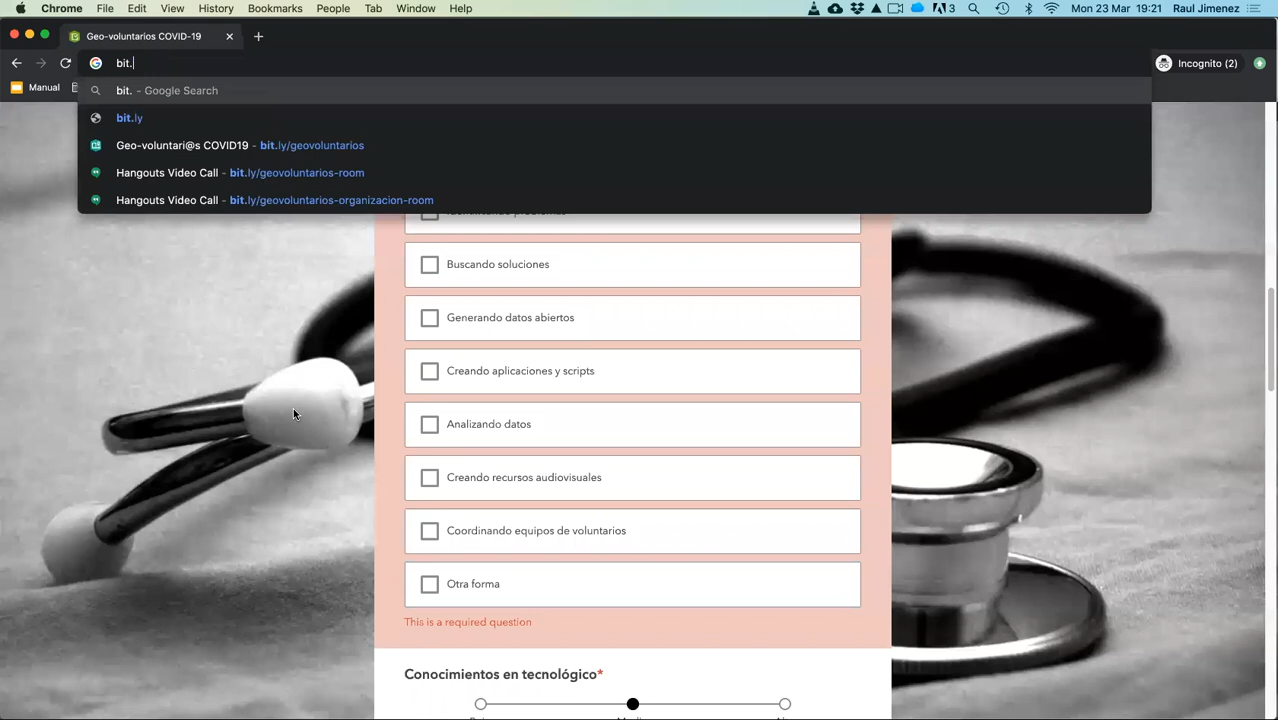 Chrome File Edit View History Bookmarks People Tab Window Help 3 Mon 23 Mar 19:21 Raul Jimenez
Geo-voluntarios COVID-19
bit.
Incognito (2)
Manual
bit. - Google Search
bit.ly
Geo-voluntari@s COVID19 - bit.ly/geovoluntarios
Hangouts Video Call - bit.ly/geovoluntarios-room
Hangouts Video Call - bit.ly/geovoluntarios-organizacion-room
Buscando soluciones
Generando datos abiertos
Creando aplicaciones y scripts
Analizando datos
Creando recursos audiovisuales
Coordinando equipos de voluntarios
Otra forma
This is a required question
Conocimientos en tecnológico*